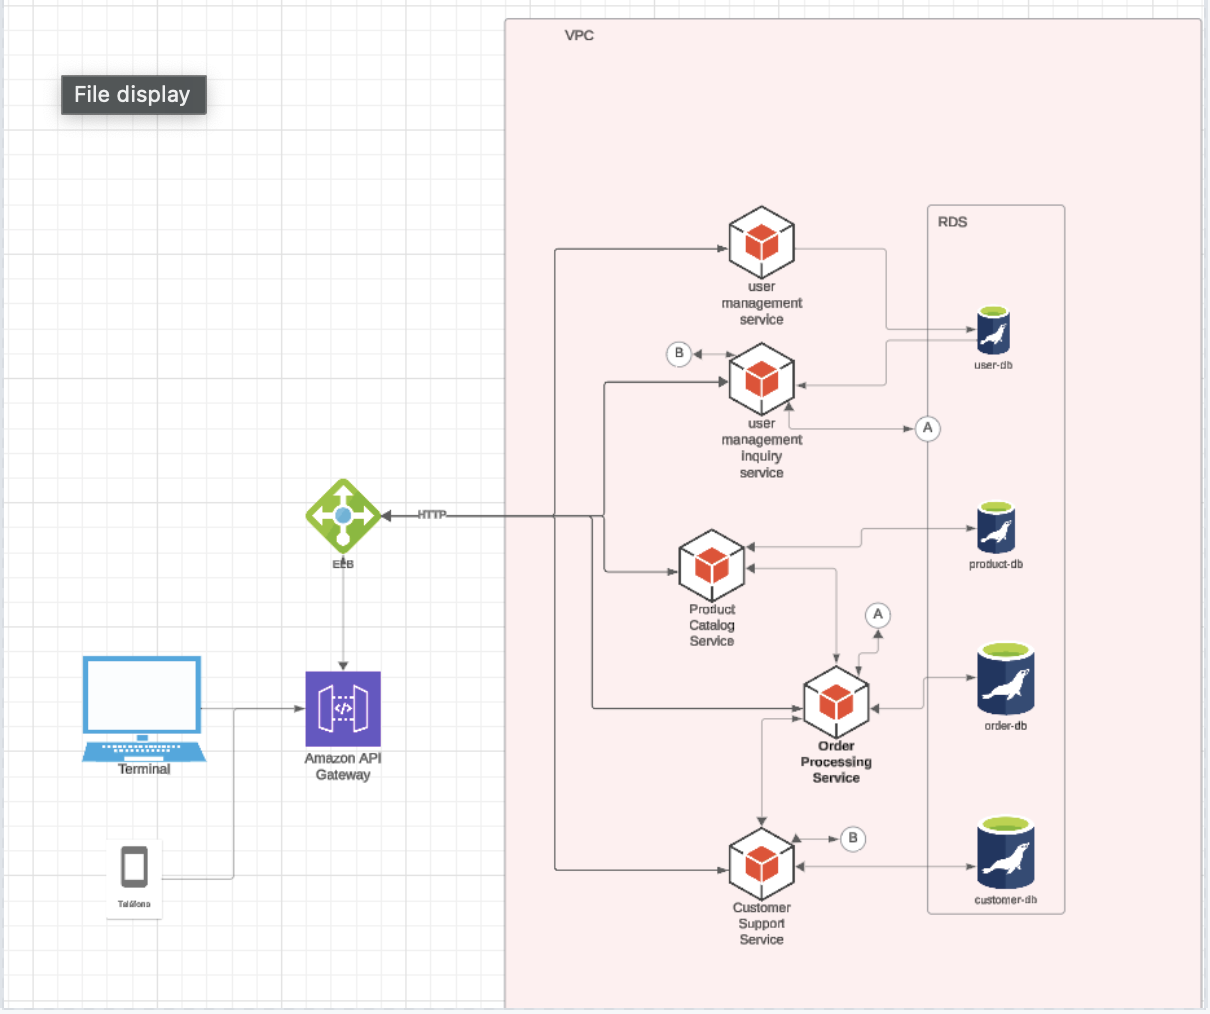 VPC
File display
RDS
user
management
service
user-db
B
user
management
inquiry
service
A
HTTP
ELB
product-db
Product
Catalog
Service
A
order-db
Order
Processing
Service
Amazon API
Gateway
Terminal
B
Teléfono
customer-db
Customer
Support
Service